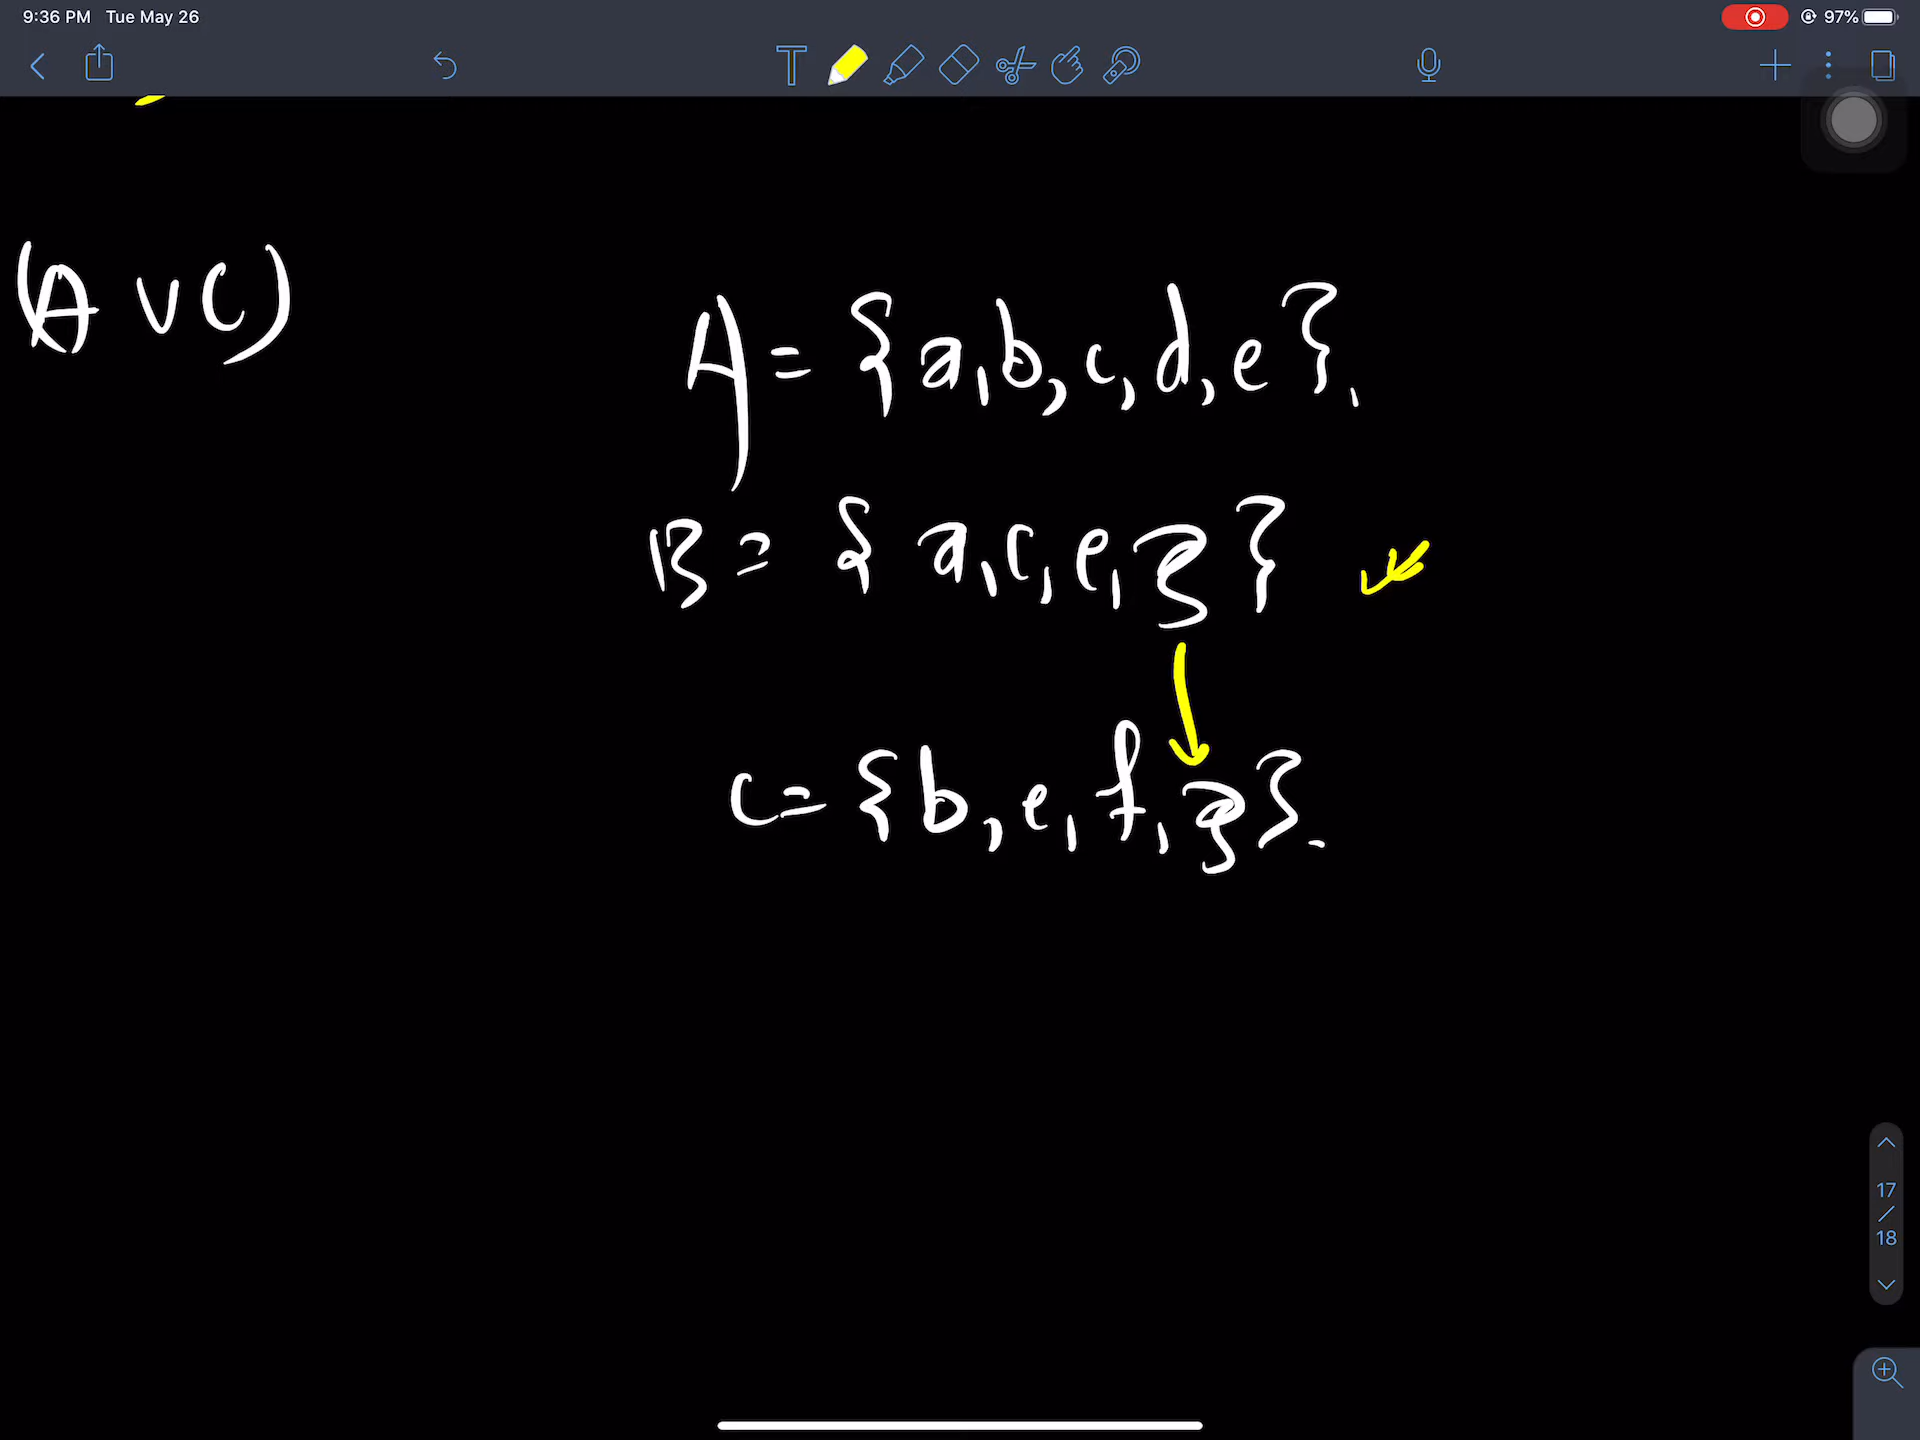 9:36 PM Tue May 26 97%
(A ∪ C)
A = {a, b, c, d, e},
B = {a, c, e, g}
C = {b, e, f, g}.
17
/
18